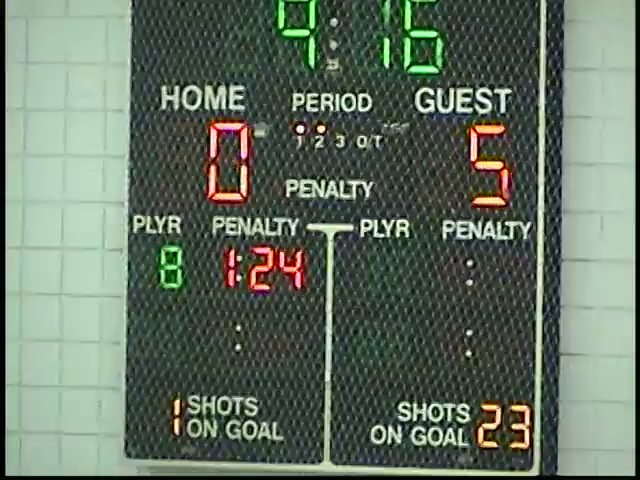 9:16
HOME PERIOD GUEST
0 1 2 3 O/T 5
PENALTY
PLYR PENALTY PLYR PENALTY
8 1:24 :
: :
1 SHOTS ON GOAL SHOTS ON GOAL 23